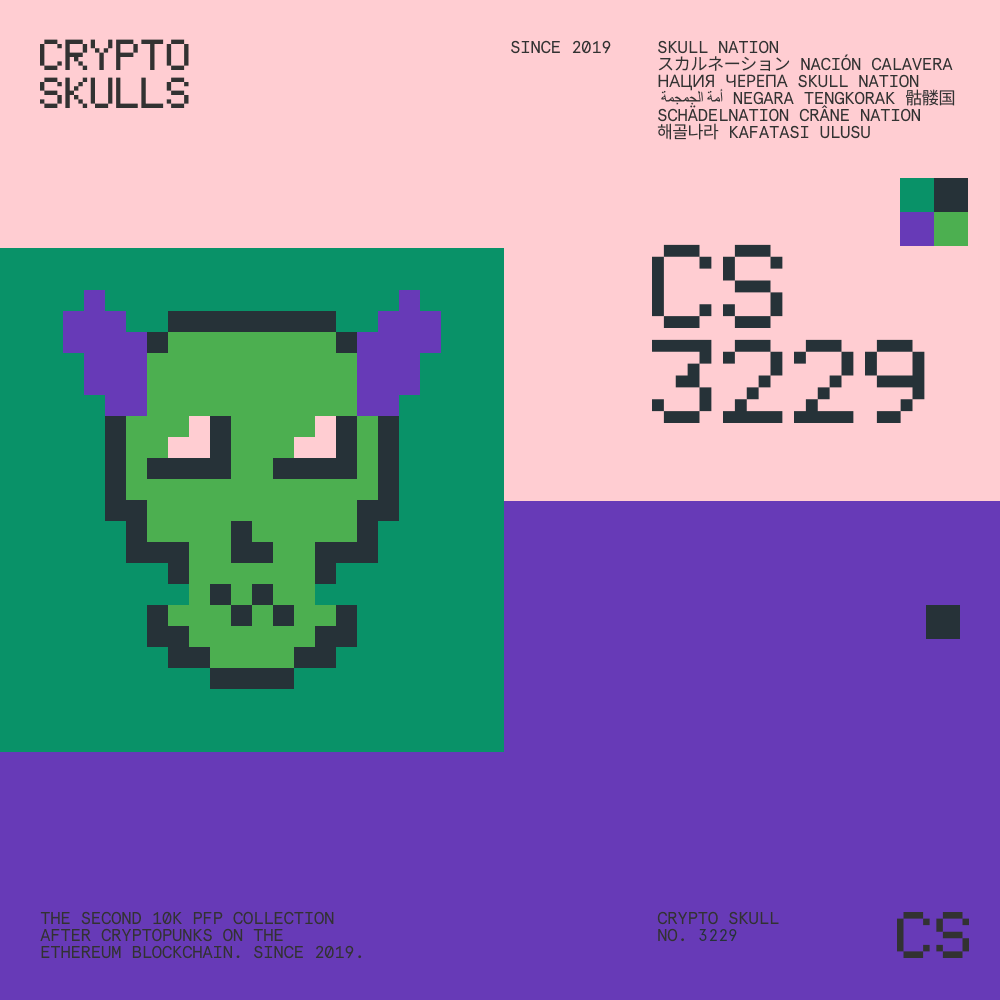 CRYPTO
SKULLS
SINCE 2019
SKULL NATION
スカルネーション NACIÓN CALAVERA
НАЦИЯ ЧЕРЕПА SKULL NATION
أمة الجمجمة NEGARA TENGKORAK 骷髅国
SCHÄDELNATION CRÂNE NATION
해골나라 KAFATASI ULUSU
CS
3229
THE SECOND 10K PFP COLLECTION
AFTER CRYPTOPUNKS ON THE
ETHEREUM BLOCKCHAIN. SINCE 2019.
CRYPTO SKULL
NO. 3229
CS